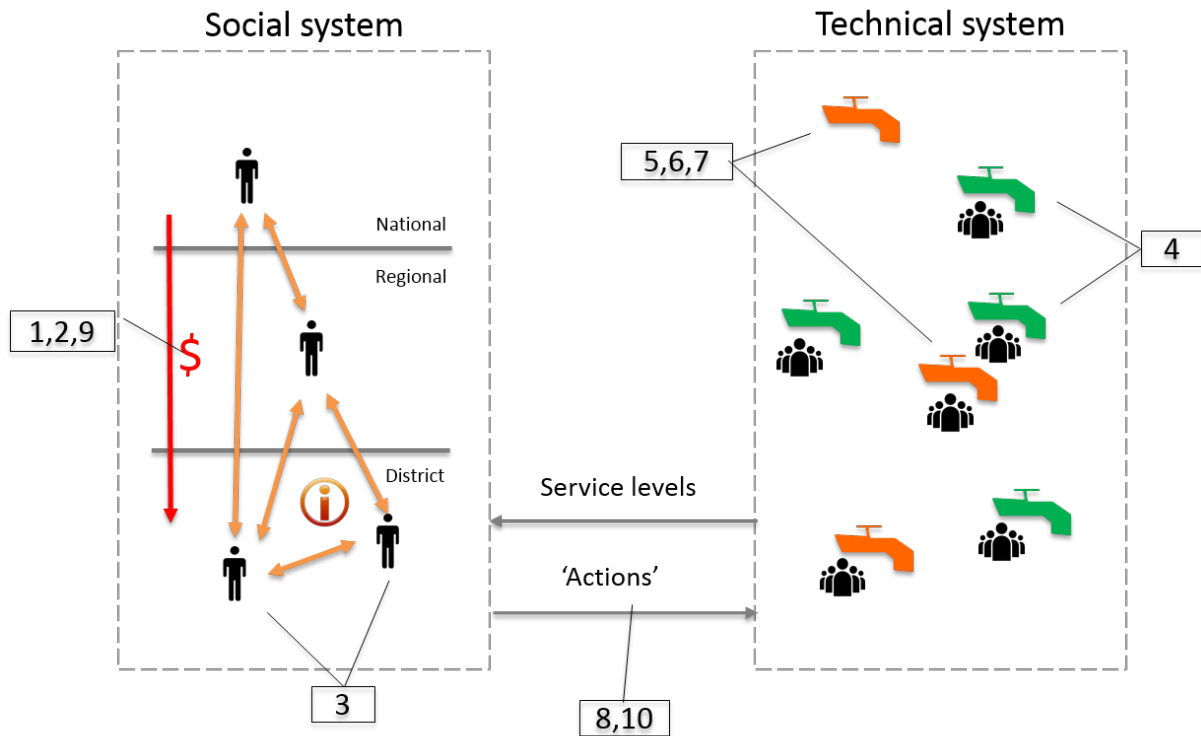 Social system
Technical system
5,6,7
National
4
Regional
1,2,9
$
District
Service levels
i
‘Actions’
3
8,10